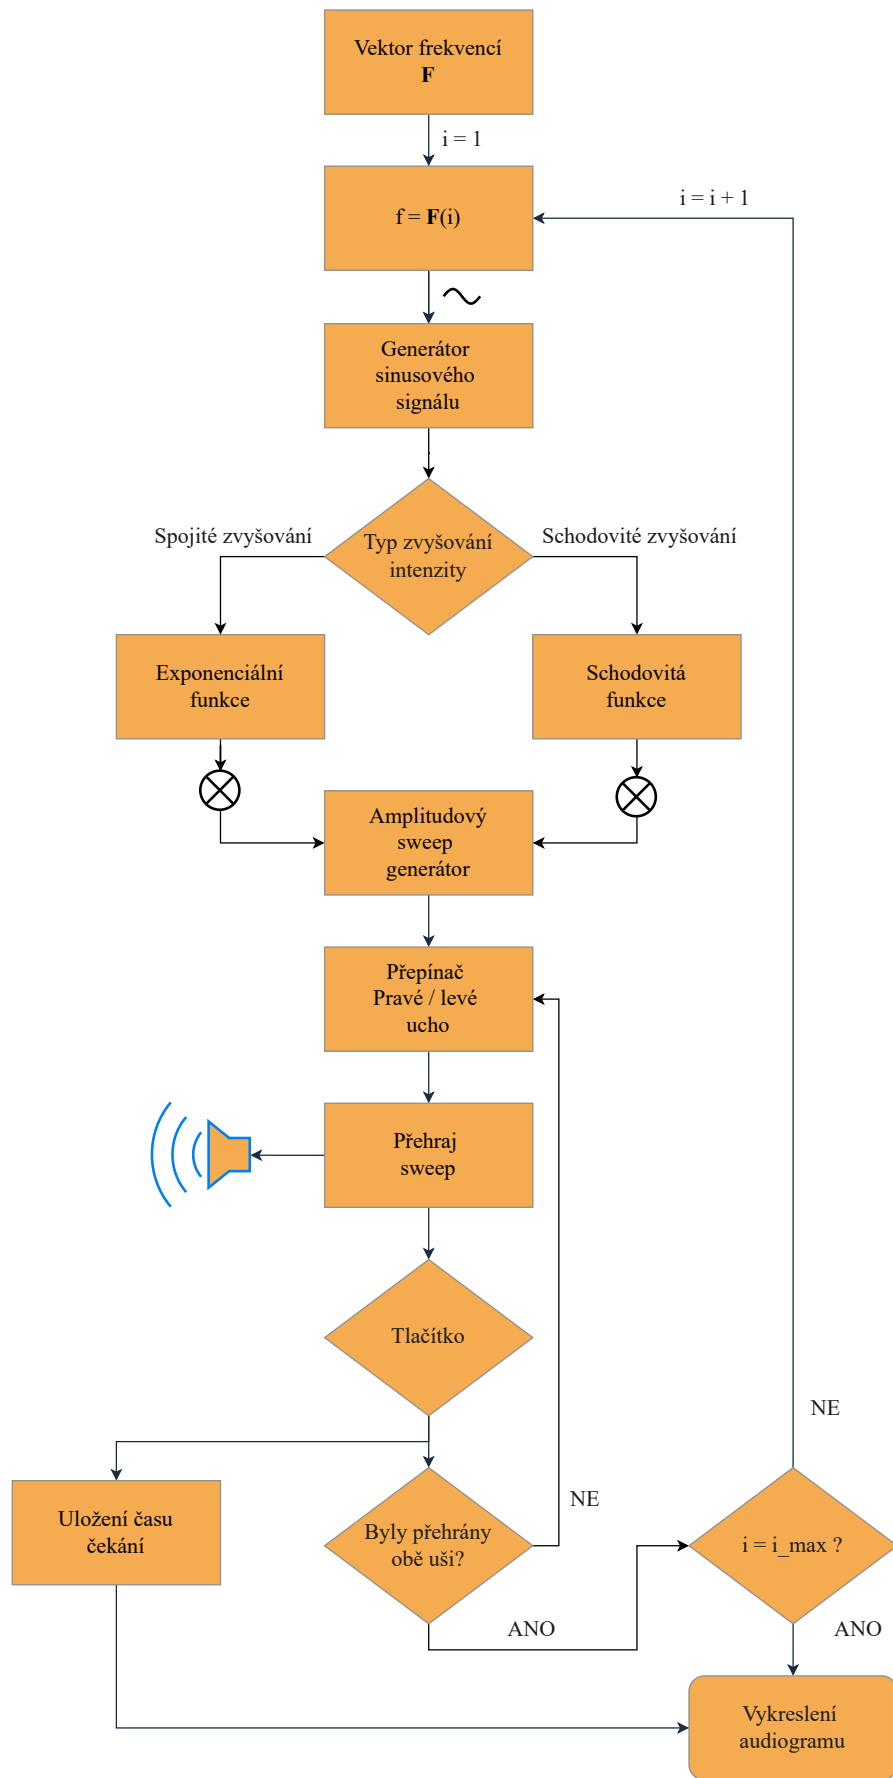 Vektor frekvencí
F
i = 1
i = i + 1
f = F(i)
Generátor
sinusového
signálu
Spojité zvyšování
Typ zvyšování
intenzity
Schodovité zvyšování
Exponenciální
funkce
Schodovitá
funkce
Amplitudový
sweep
generátor
Přepínač
Pravé / levé
ucho
Přehraj
sweep
Tlačítko
NE
NE
Uložení času
čekání
Byly přehrány
obě uši?
i = i_max ?
ANO
ANO
Vykreslení
audiogramu